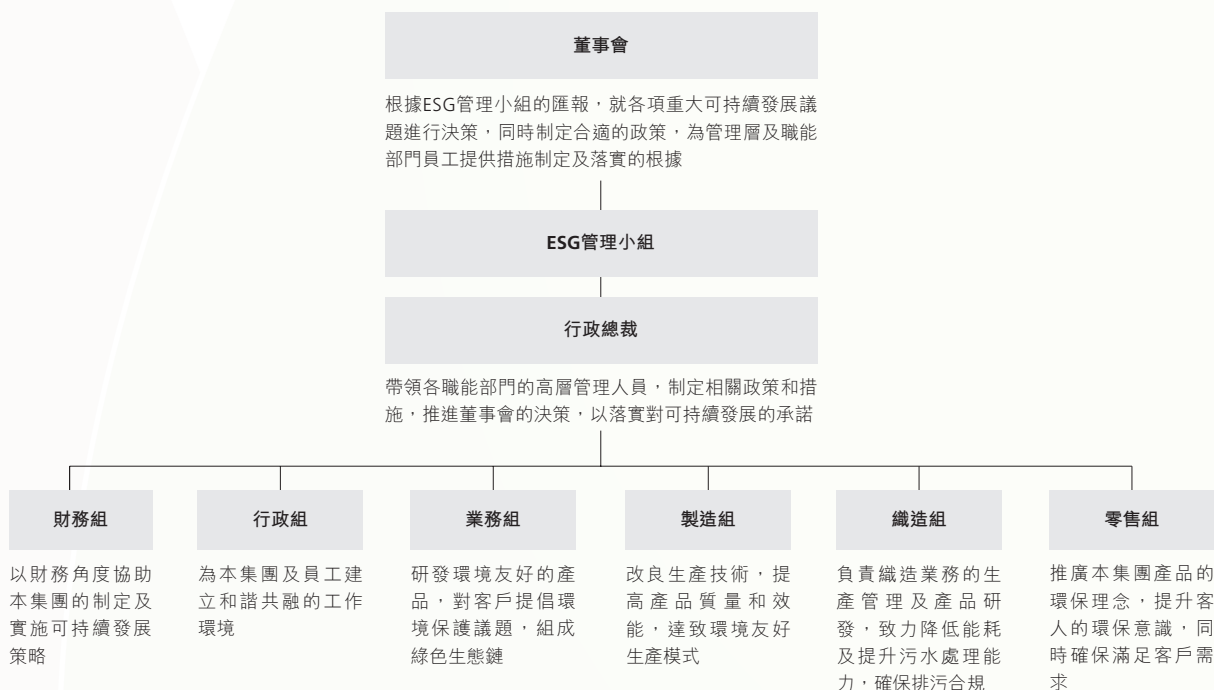 董事會
根據ESG管理小組的匯報，就各項重大可持續發展議
題進行決策，同時制定合適的政策，為管理層及職能
部門員工提供措施制定及落實的根據
ESG管理小組
行政總裁
帶領各職能部門的高層管理人員，制定相關政策和措
施，推進董事會的決策，以落實對可持續發展的承諾
財務組
以財務角度協助
本集團的制定及
實施可持續發展
策略
行政組
為本集團及員工建
立和諧共融的工作
環境
業務組
研發環境友好的產
品，對客戶提倡環
境保護議題，組成
綠色生態鏈
製造組
改良生產技術，提
高產品質量和效
能，達致環境友好
生產模式
織造組
負責織造業務的生
產管理及產品研
發，致力降低能耗
及提升污水處理能
力，確保排污合規
零售組
推廣本集團產品的
環保理念，提升客
人的環保意識，同
時確保滿足客戶需
求